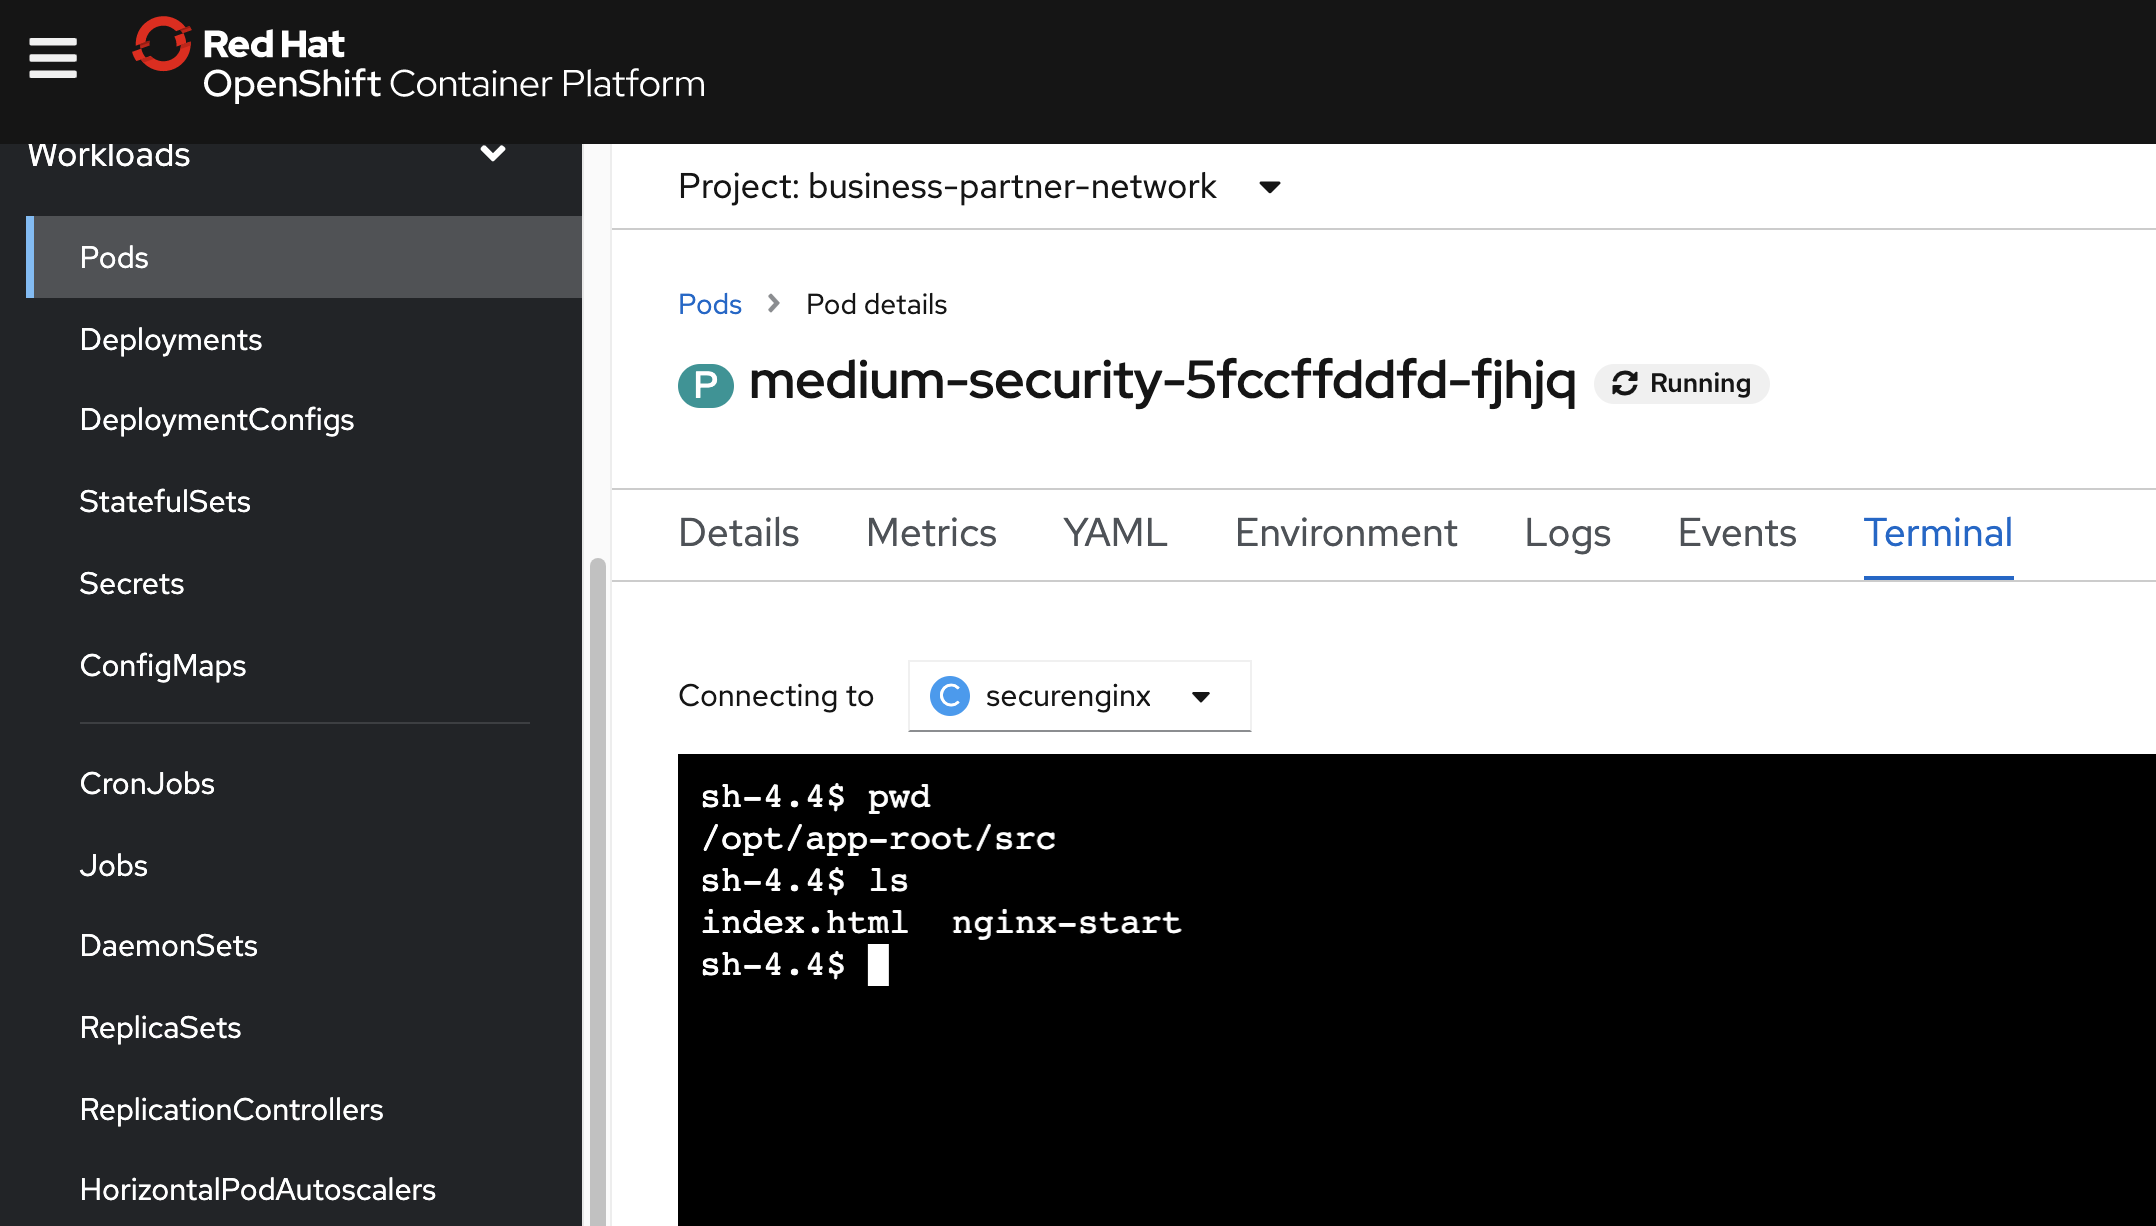 Red Hat
OpenShift Container Platform
Workloads
Pods
Deployments
DeploymentConfigs
StatefulSets
Secrets
ConfigMaps
CronJobs
Jobs
DaemonSets
ReplicaSets
ReplicationControllers
HorizontalPodAutoscalers
Project: business-partner-network
Pods > Pod details
P medium-security-5fccffddfd-fjhjq Running
Details Metrics YAML Environment Logs Events Terminal
Connecting to C securenginx
sh-4.4$ pwd
/opt/app-root/src
sh-4.4$ ls
index.html nginx-start
sh-4.4$